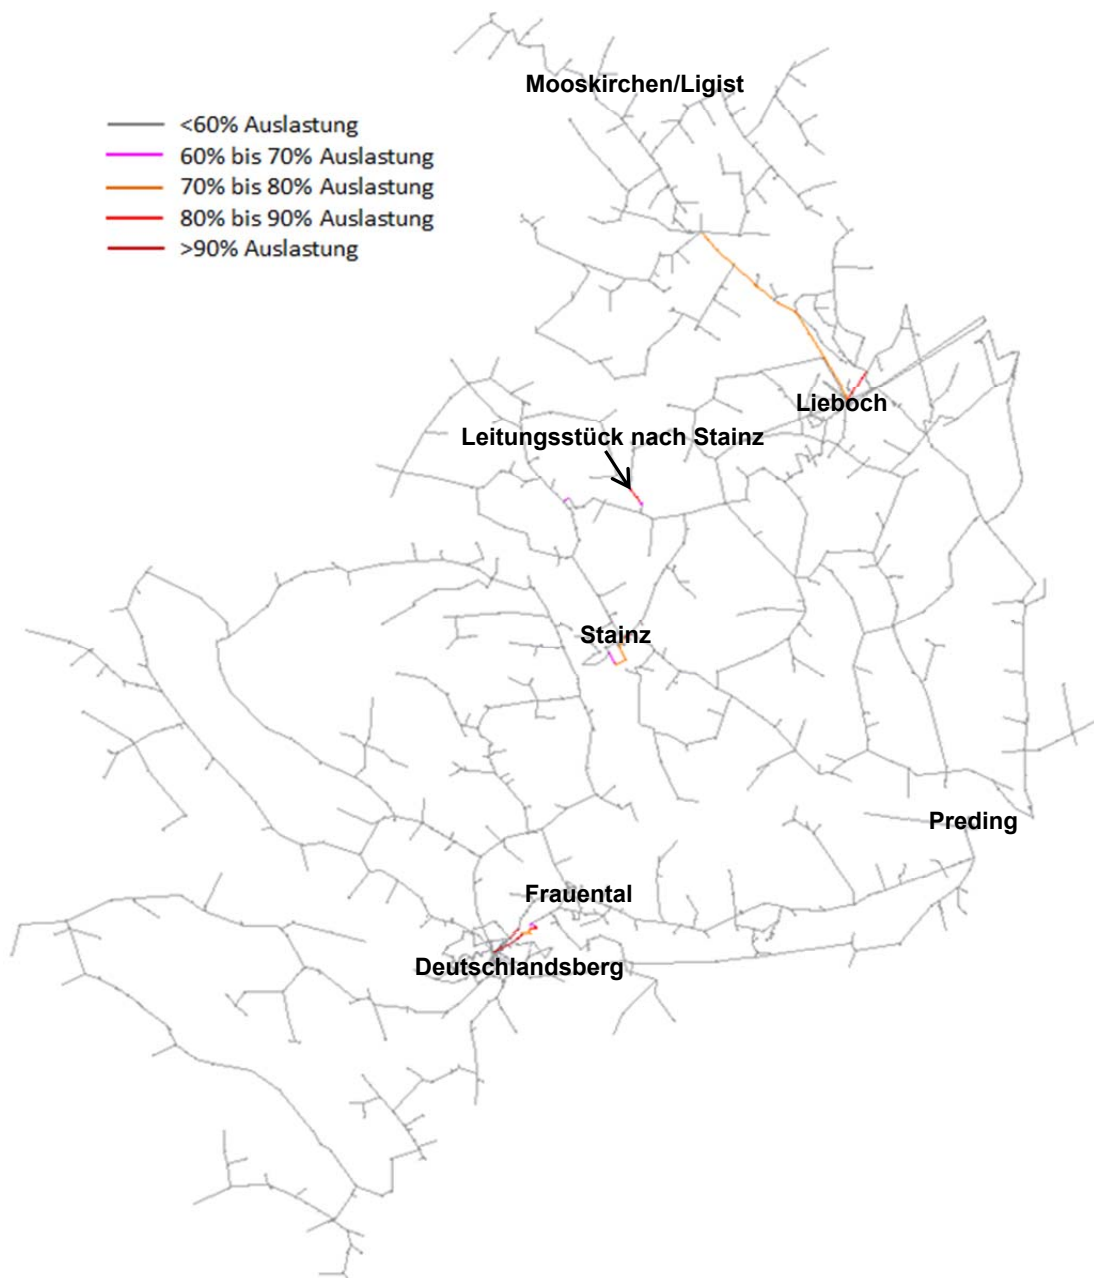 Mooskirchen/Ligist
<60% Auslastung
60% bis 70% Auslastung
70% bis 80% Auslastung
80% bis 90% Auslastung
>90% Auslastung
Lieboch
Leitungsstück nach Stainz
Stainz
Preding
Frauental
Deutschlandsberg